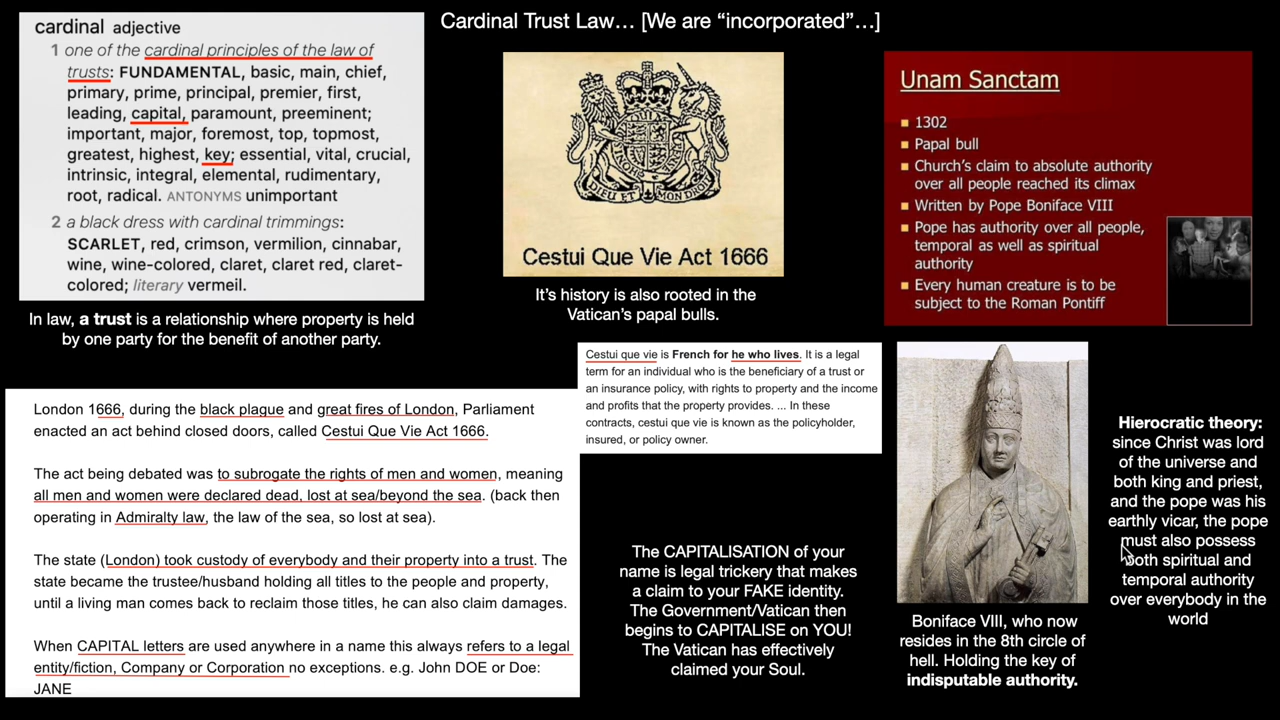 Cardinal Trust Law… [We are “incorporated”…]
cardinal adjective
1 one of the cardinal principles of the law of
trusts: FUNDAMENTAL, basic, main, chief,
primary, prime, principal, premier, first,
leading, capital, paramount, preeminent;
important, major, foremost, top, topmost,
greatest, highest, key; essential, vital, crucial,
intrinsic, integral, elemental, rudimentary,
root, radical. ANTONYMS unimportant
2 a black dress with cardinal trimmings:
SCARLET, red, crimson, vermilion, cinnabar,
wine, wine-colored, claret, claret red, claret-
colored; literary vermeil.
In law, a trust is a relationship where property is held
by one party for the benefit of another party.
DIEU ET MON DROIT
Cestui Que Vie Act 1666
It’s history is also rooted in the
Vatican’s papal bulls.
Unam Sanctam
1302
Papal bull
Church’s claim to absolute authority
over all people reached its climax
Written by Pope Boniface VIII
Pope has authority over all people,
temporal as well as spiritual
authority
Every human creature is to be
subject to the Roman Pontiff
Cestui que vie is French for he who lives. It is a legal
term for an individual who is the beneficiary of a trust or
an insurance policy, with rights to property and the income
and profits that the property provides. ... In these
contracts, cestui que vie is known as the policyholder,
insured, or policy owner.
London 1666, during the black plague and great fires of London, Parliament
enacted an act behind closed doors, called Cestui Que Vie Act 1666.
The act being debated was to subrogate the rights of men and women, meaning
all men and women were declared dead, lost at sea/beyond the sea. (back then
operating in Admiralty law, the law of the sea, so lost at sea).
The state (London) took custody of everybody and their property into a trust. The
state became the trustee/husband holding all titles to the people and property,
until a living man comes back to reclaim those titles, he can also claim damages.
When CAPITAL letters are used anywhere in a name this always refers to a legal
entity/fiction, Company or Corporation no exceptions. e.g. John DOE or Doe:
JANE
The CAPITALISATION of your
name is legal trickery that makes
a claim to your FAKE identity.
The Government/Vatican then
begins to CAPITALISE on YOU!
The Vatican has effectively
claimed your Soul.
Boniface VIII, who now
resides in the 8th circle of
hell. Holding the key of
indisputable authority.
Hierocratic theory:
since Christ was lord
of the universe and
both king and priest,
and the pope was his
earthly vicar, the pope
must also possess
both spiritual and
temporal authority
over everybody in the
world